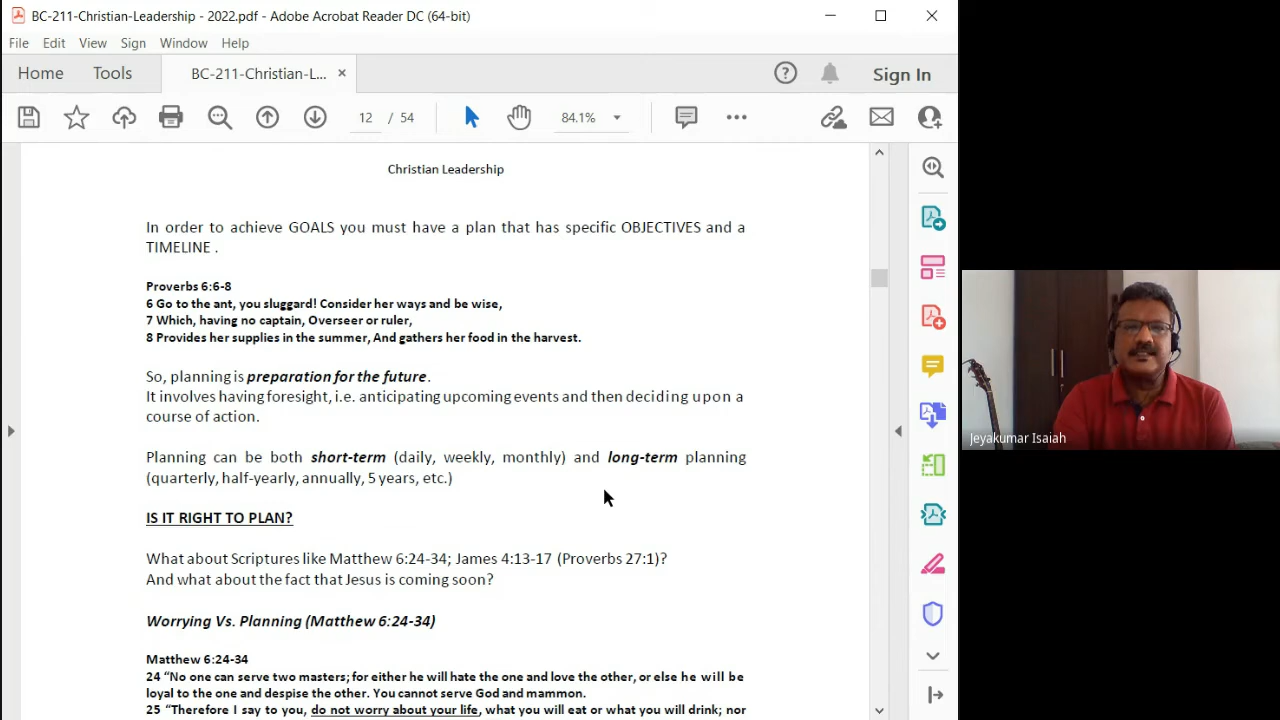 BC-211-Christian-Leadership - 2022.pdf - Adobe Acrobat Reader DC (64-bit)
File Edit View Sign Window Help
Home Tools BC-211-Christian-L... Sign In
12 / 54 84.1%
Christian Leadership
In order to achieve GOALS you must have a plan that has specific OBJECTIVES and a
TIMELINE .
Proverbs 6:6-8
6 Go to the ant, you sluggard! Consider her ways and be wise,
7 Which, having no captain, Overseer or ruler,
8 Provides her supplies in the summer, And gathers her food in the harvest.
So, planning is preparation for the future.
It involves having foresight, i.e. anticipating upcoming events and then deciding upon a
course of action.
Planning can be both short-term (daily, weekly, monthly) and long-term planning
(quarterly, half-yearly, annually, 5 years, etc.)
IS IT RIGHT TO PLAN?
What about Scriptures like Matthew 6:24-34; James 4:13-17 (Proverbs 27:1)?
And what about the fact that Jesus is coming soon?
Worrying Vs. Planning (Matthew 6:24-34)
Matthew 6:24-34
24 “No one can serve two masters; for either he will hate the one and love the other, or else he will be
loyal to the one and despise the other. You cannot serve God and mammon.
25 “Therefore I say to you, do not worry about your life, what you will eat or what you will drink; nor
Jeyakumar Isaiah